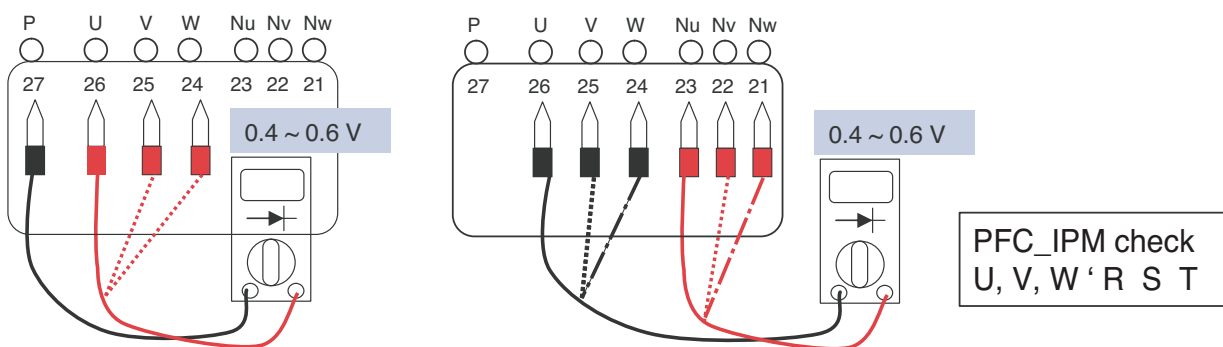 P U V W Nu Nv Nw
27 26 25 24 23 22 21
0.4 ~ 0.6 V
P U V W Nu Nv Nw
27 26 25 24 23 22 21
0.4 ~ 0.6 V
PFC_IPM check
U, V, W ‘ R S T